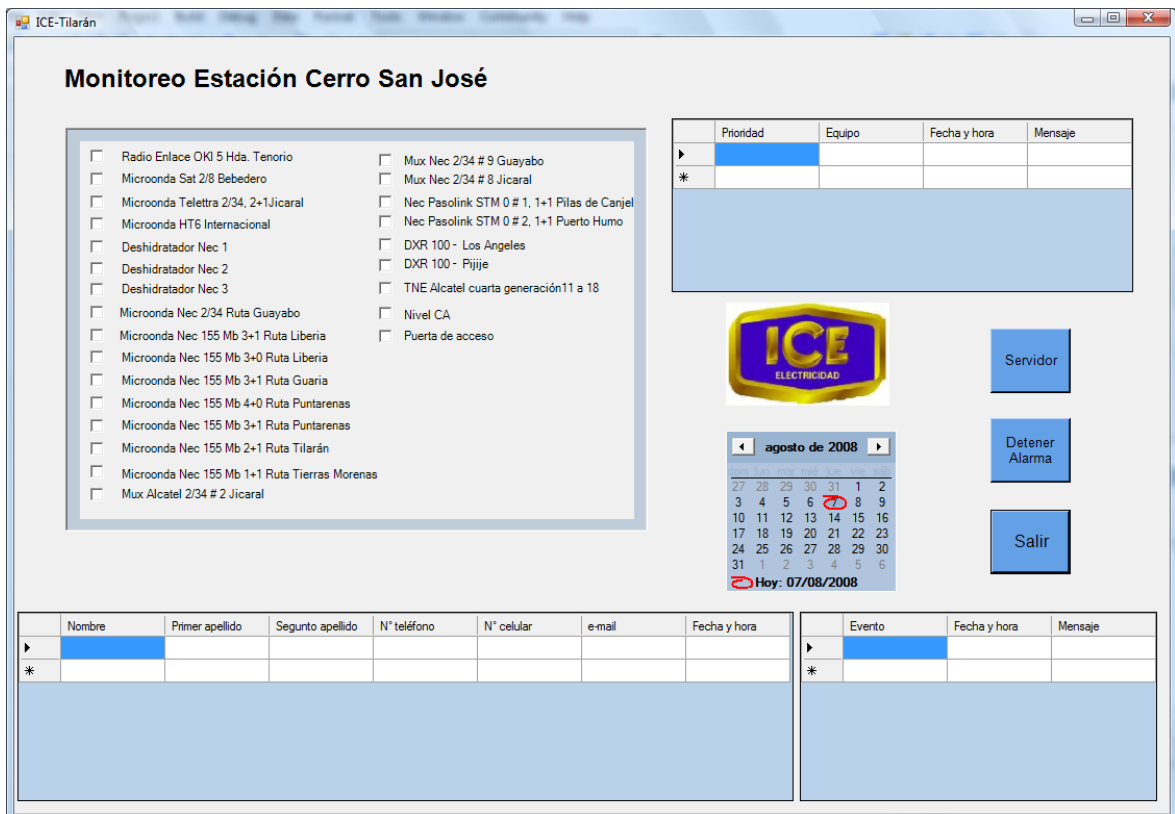 ICE-Tilarán
Monitoreo Estación Cerro San José
Radio Enlace OKI 5 Hda. Tenorio
Microonda Sat 2/8 Bebedero
Microonda Telettra 2/34, 2+1Jicaral
Microonda HT6 Internacional
Deshidratador Nec 1
Deshidratador Nec 2
Deshidratador Nec 3
Microonda Nec 2/34 Ruta Guayabo
Microonda Nec 155 Mb 3+1 Ruta Liberia
Microonda Nec 155 Mb 3+0 Ruta Liberia
Microonda Nec 155 Mb 3+1 Ruta Guaria
Microonda Nec 155 Mb 4+0 Ruta Puntarenas
Microonda Nec 155 Mb 3+1 Ruta Puntarenas
Microonda Nec 155 Mb 2+1 Ruta Tilarán
Microonda Nec 155 Mb 1+1 Ruta Tierras Morenas
Mux Alcatel 2/34 # 2 Jicaral
Mux Nec 2/34 # 9 Guayabo
Mux Nec 2/34 # 8 Jicaral
Nec Pasolink STM 0 # 1, 1+1 Pilas de Canjel
Nec Pasolink STM 0 # 2, 1+1 Puerto Humo
DXR 100 - Los Angeles
DXR 100 - Pijije
TNE Alcatel cuarta generación11 a 18
Nivel CA
Puerta de acceso
Prioridad Equipo Fecha y hora Mensaje
ICE
ELECTRICIDAD
Servidor
Detener
Alarma
Salir
agosto de 2008
dom lun mar mié jue vie sáb
27 28 29 30 31 1 2
3 4 5 6 7 8 9
10 11 12 13 14 15 16
17 18 19 20 21 22 23
24 25 26 27 28 29 30
31 1 2 3 4 5 6
Hoy: 07/08/2008
Nombre Primer apellido Segunto apellido N° teléfono N° celular e-mail Fecha y hora
Evento Fecha y hora Mensaje